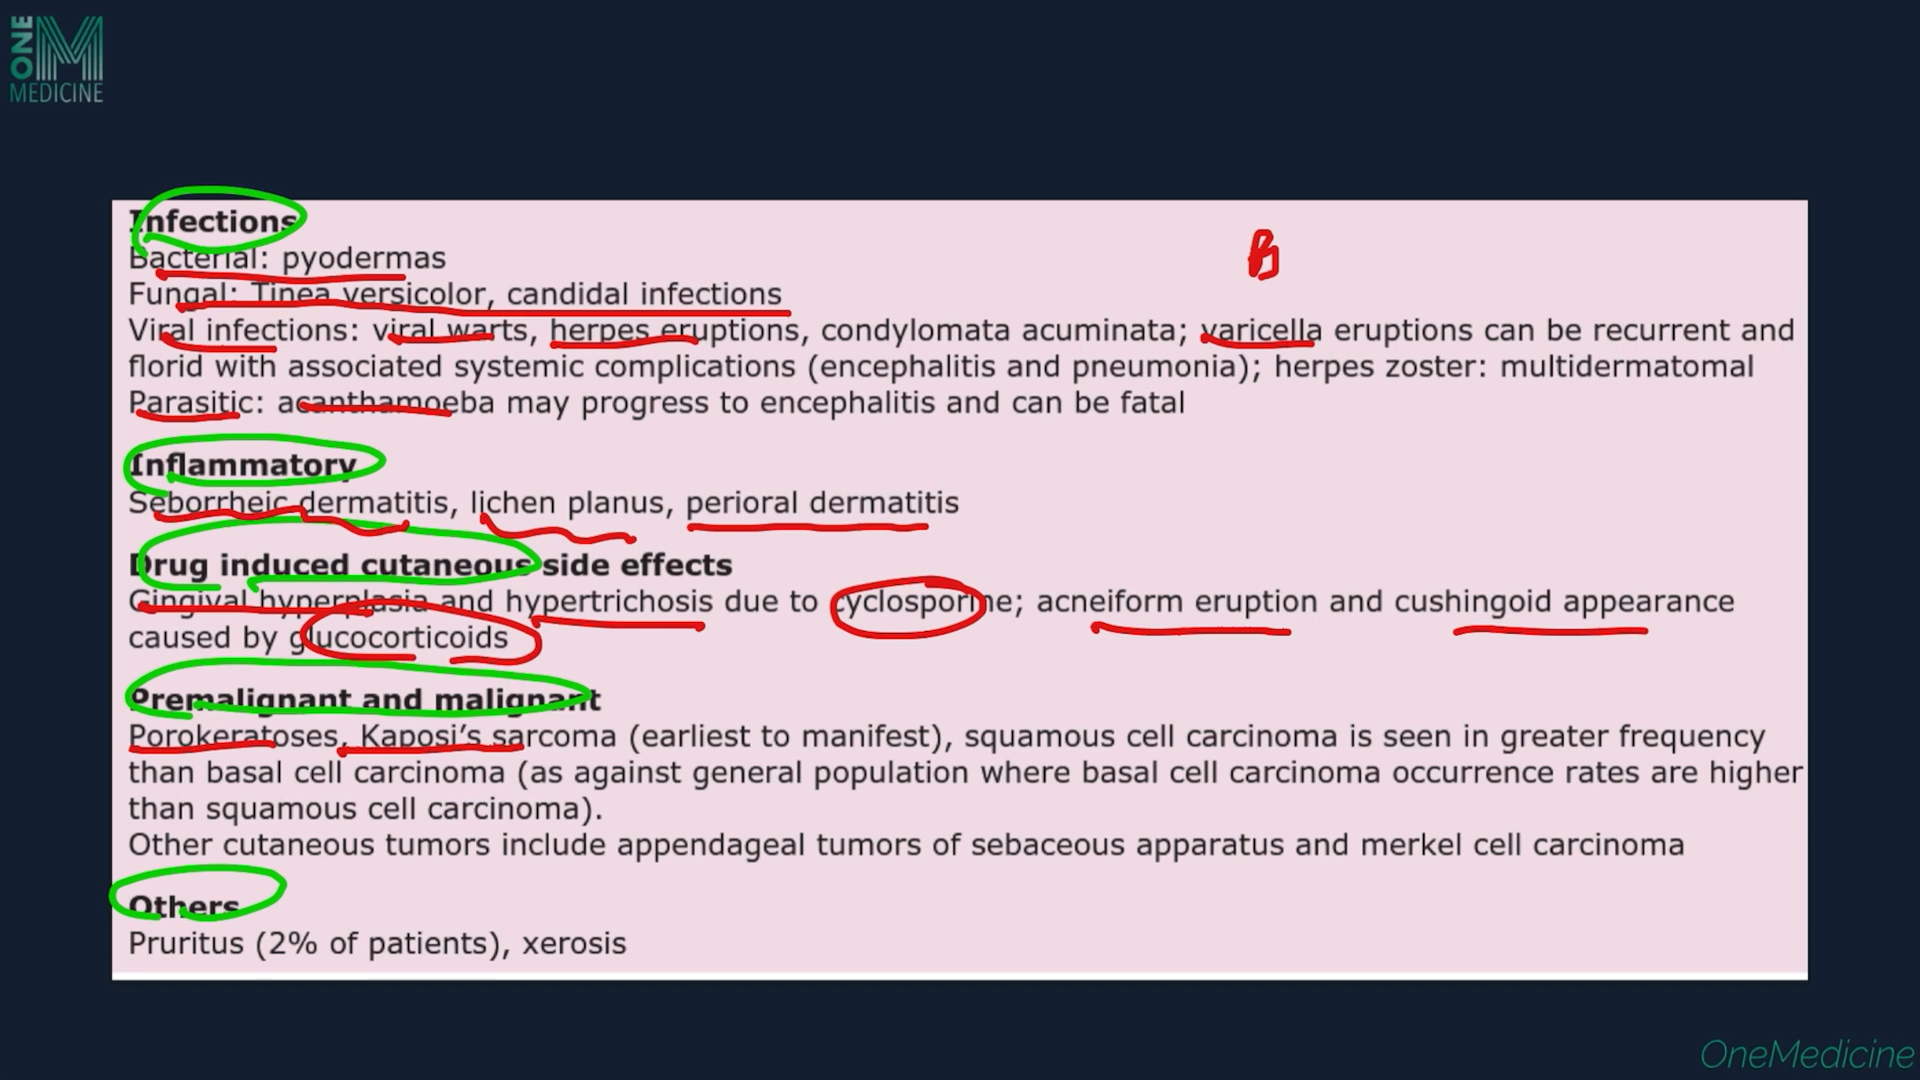 ONE
M
MEDICINE
Infections
Bacterial: pyodermas
Fungal: Tinea versicolor, candidal infections
Viral infections: viral warts, herpes eruptions, condylomata acuminata; varicella eruptions can be recurrent and
florid with associated systemic complications (encephalitis and pneumonia); herpes zoster: multidermatomal
Parasitic: acanthamoeba may progress to encephalitis and can be fatal
Inflammatory
Seborrheic dermatitis, lichen planus, perioral dermatitis
Drug induced cutaneous side effects
Gingival hyperplasia and hypertrichosis due to cyclosporine; acneiform eruption and cushingoid appearance
caused by glucocorticoids
Premalignant and malignant
Porokeratoses, Kaposi’s sarcoma (earliest to manifest), squamous cell carcinoma is seen in greater frequency
than basal cell carcinoma (as against general population where basal cell carcinoma occurrence rates are higher
than squamous cell carcinoma).
Other cutaneous tumors include appendageal tumors of sebaceous apparatus and merkel cell carcinoma
Others
Pruritus (2% of patients), xerosis
OneMedicine